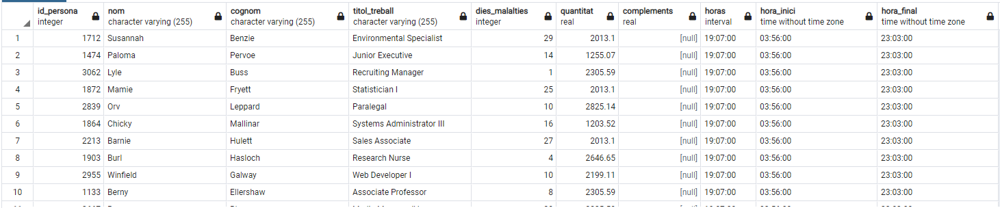 id_persona integer nom character varying (255) cognom character varying (255) titol_treball character varying (255) dies_malalties integer quantitat real complements real horas interval hora_inici time without time zone hora_final time without time zone
1 1712 Susannah Benzie Environmental Specialist 29 2013.1 [null] 19:07:00 03:56:00 23:03:00
2 1474 Paloma Pervoe Junior Executive 14 1255.07 [null] 19:07:00 03:56:00 23:03:00
3 3062 Lyle Buss Recruiting Manager 1 2305.59 [null] 19:07:00 03:56:00 23:03:00
4 1872 Mamie Fryett Statistician I 25 2013.1 [null] 19:07:00 03:56:00 23:03:00
5 2839 Orv Leppard Paralegal 10 2825.14 [null] 19:07:00 03:56:00 23:03:00
6 1864 Chicky Mallinar Systems Administrator III 16 1203.52 [null] 19:07:00 03:56:00 23:03:00
7 2213 Barnie Hulett Sales Associate 27 2013.1 [null] 19:07:00 03:56:00 23:03:00
8 1903 Burl Hasloch Research Nurse 4 2646.65 [null] 19:07:00 03:56:00 23:03:00
9 2955 Winfield Galway Web Developer I 10 2199.11 [null] 19:07:00 03:56:00 23:03:00
10 1133 Berny Ellershaw Associate Professor 8 2305.59 [null] 19:07:00 03:56:00 23:03:00